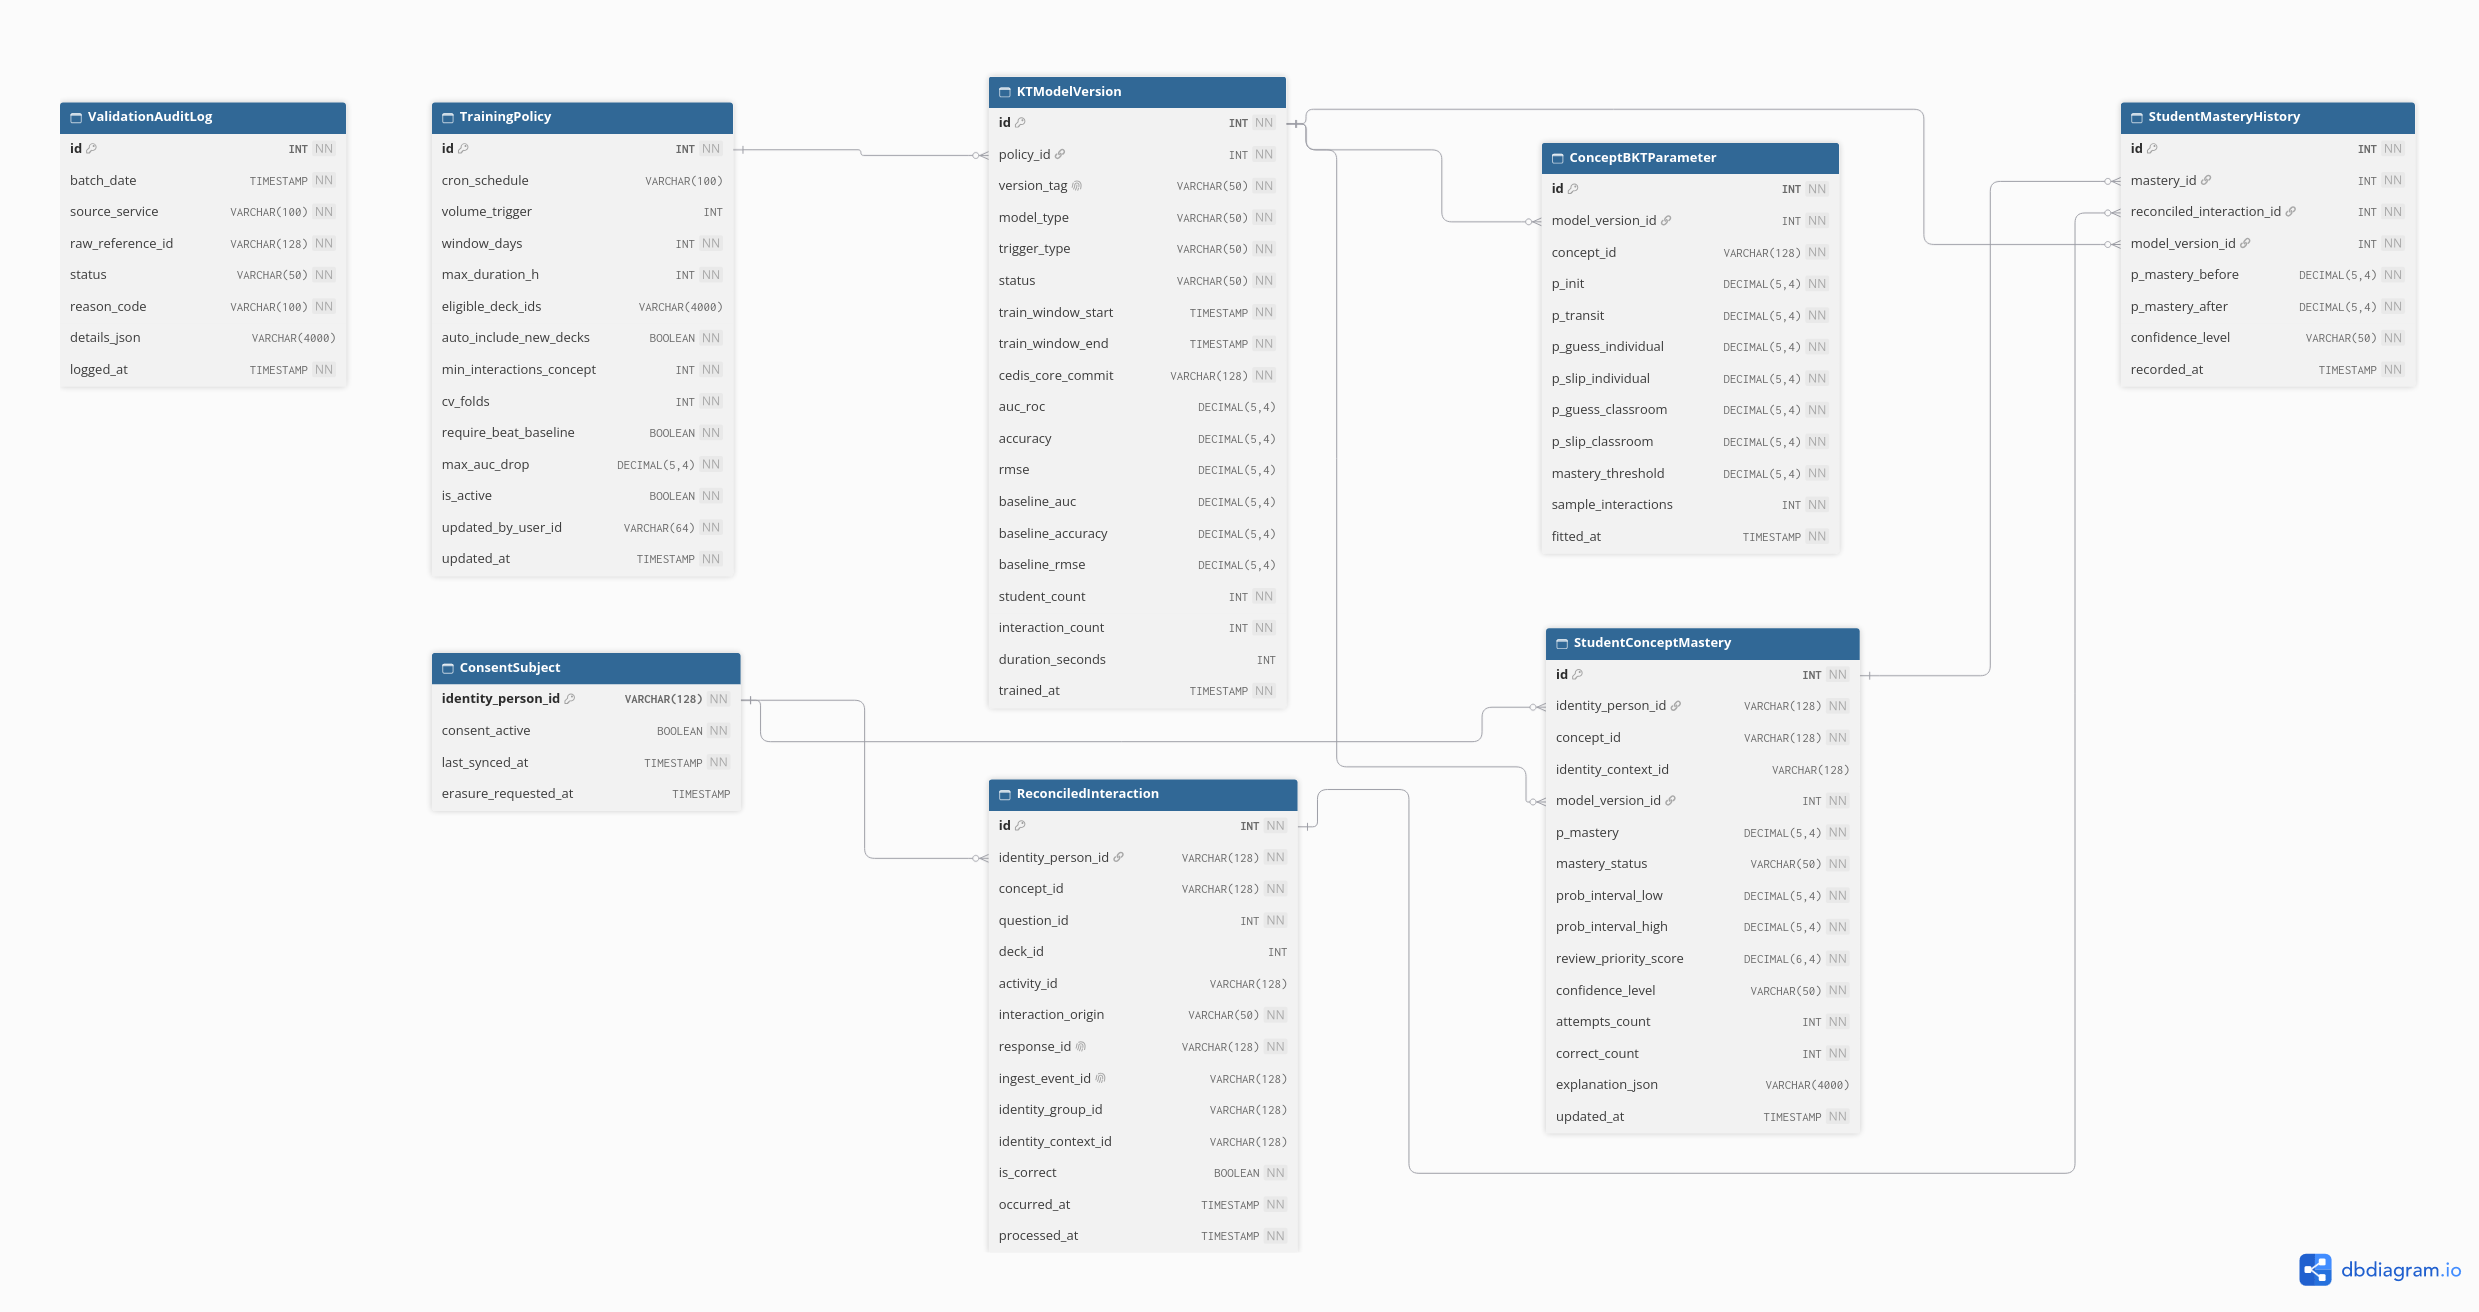 ValidationAuditLog
id INT NN
batch_date TIMESTAMP NN
source_service VARCHAR(100) NN
raw_reference_id VARCHAR(128) NN
status VARCHAR(50) NN
reason_code VARCHAR(100) NN
details_json VARCHAR(4000)
logged_at TIMESTAMP NN
TrainingPolicy
id INT NN
cron_schedule VARCHAR(100)
volume_trigger INT
window_days INT NN
max_duration_h INT NN
eligible_deck_ids VARCHAR(4000)
auto_include_new_decks BOOLEAN NN
min_interactions_concept INT NN
cv_folds INT NN
require_beat_baseline BOOLEAN NN
max_auc_drop DECIMAL(5,4) NN
is_active BOOLEAN NN
updated_by_user_id VARCHAR(64) NN
updated_at TIMESTAMP NN
ConsentSubject
identity_person_id VARCHAR(128) NN
consent_active BOOLEAN NN
last_synced_at TIMESTAMP NN
erasure_requested_at TIMESTAMP
KTModelVersion
id INT NN
policy_id INT NN
version_tag VARCHAR(50) NN
model_type VARCHAR(50) NN
trigger_type VARCHAR(50) NN
status VARCHAR(50) NN
train_window_start TIMESTAMP NN
train_window_end TIMESTAMP NN
cedis_core_commit VARCHAR(128) NN
auc_roc DECIMAL(5,4)
accuracy DECIMAL(5,4)
rmse DECIMAL(5,4)
baseline_auc DECIMAL(5,4)
baseline_accuracy DECIMAL(5,4)
baseline_rmse DECIMAL(5,4)
student_count INT NN
interaction_count INT NN
duration_seconds INT
trained_at TIMESTAMP NN
ReconciledInteraction
id INT NN
identity_person_id VARCHAR(128) NN
concept_id VARCHAR(128) NN
question_id INT NN
deck_id INT
activity_id VARCHAR(128)
interaction_origin VARCHAR(50) NN
response_id VARCHAR(128) NN
ingest_event_id VARCHAR(128)
identity_group_id VARCHAR(128)
identity_context_id VARCHAR(128)
is_correct BOOLEAN NN
occurred_at TIMESTAMP NN
processed_at TIMESTAMP NN
ConceptBKTParameter
id INT NN
model_version_id INT NN
concept_id VARCHAR(128) NN
p_init DECIMAL(5,4) NN
p_transit DECIMAL(5,4) NN
p_guess_individual DECIMAL(5,4) NN
p_slip_individual DECIMAL(5,4) NN
p_guess_classroom DECIMAL(5,4) NN
p_slip_classroom DECIMAL(5,4) NN
mastery_threshold DECIMAL(5,4) NN
sample_interactions INT NN
fitted_at TIMESTAMP NN
StudentConceptMastery
id INT NN
identity_person_id VARCHAR(128) NN
concept_id VARCHAR(128) NN
identity_context_id VARCHAR(128)
model_version_id INT NN
p_mastery DECIMAL(5,4) NN
mastery_status VARCHAR(50) NN
prob_interval_low DECIMAL(5,4) NN
prob_interval_high DECIMAL(5,4) NN
review_priority_score DECIMAL(6,4) NN
confidence_level VARCHAR(50) NN
attempts_count INT NN
correct_count INT NN
explanation_json VARCHAR(4000)
updated_at TIMESTAMP NN
StudentMasteryHistory
id INT NN
mastery_id INT NN
reconciled_interaction_id INT NN
model_version_id INT NN
p_mastery_before DECIMAL(5,4) NN
p_mastery_after DECIMAL(5,4) NN
confidence_level VARCHAR(50) NN
recorded_at TIMESTAMP NN
dbdiagram.io